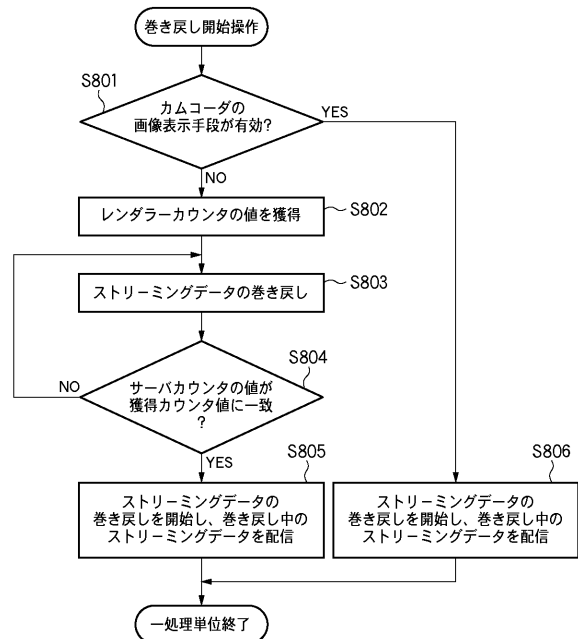 巻き戻し開始操作
S801
カムコーダの
画像表示手段が有効?
YES
NO
レンダラーカウンタの値を獲得
S802
ストリーミングデータの巻き戻し
S803
S804
NO
サーバカウンタの値が
獲得カウンタ値に一致
?
YES
S805
ストリーミングデータの
巻き戻しを開始し、巻き戻し中の
ストリーミングデータを配信
S806
ストリーミングデータの
巻き戻しを開始し、巻き戻し中の
ストリーミングデータを配信
一処理単位終了